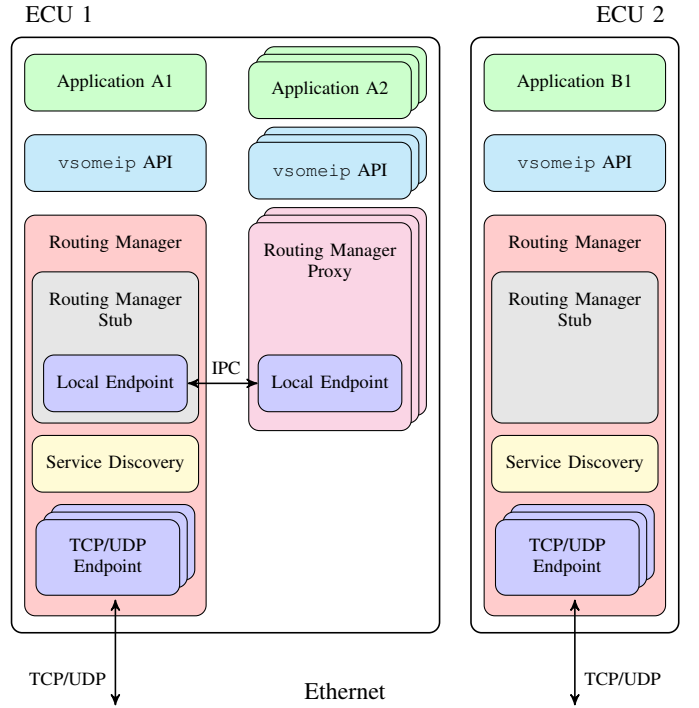 ECU 1
ECU 2
Application A1
Application A2
Application B1
vsomeip API
vsomeip API
vsomeip API
Routing Manager
Routing Manager
Proxy
Routing Manager
Routing Manager
Stub
Routing Manager
Stub
Local Endpoint
IPC
Local Endpoint
Service Discovery
Service Discovery
TCP/UDP
Endpoint
TCP/UDP
Endpoint
TCP/UDP
Ethernet
TCP/UDP